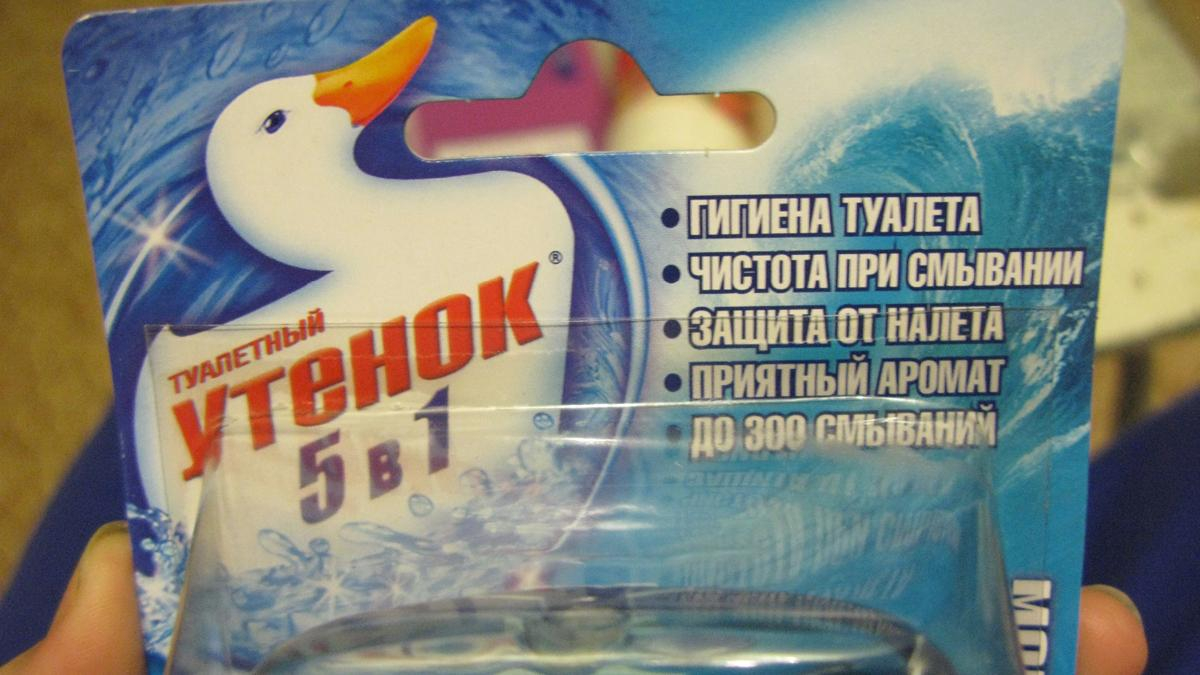 ТУАЛЕТНЫЙ
УТЕНОК®
5 в 1
• ГИГИЕНА ТУАЛЕТА
• ЧИСТОТА ПРИ СМЫВАНИИ
• ЗАЩИТА ОТ НАЛЕТА
• ПРИЯТНЫЙ АРОМАТ
• ДО 300 СМЫВАНИЙ